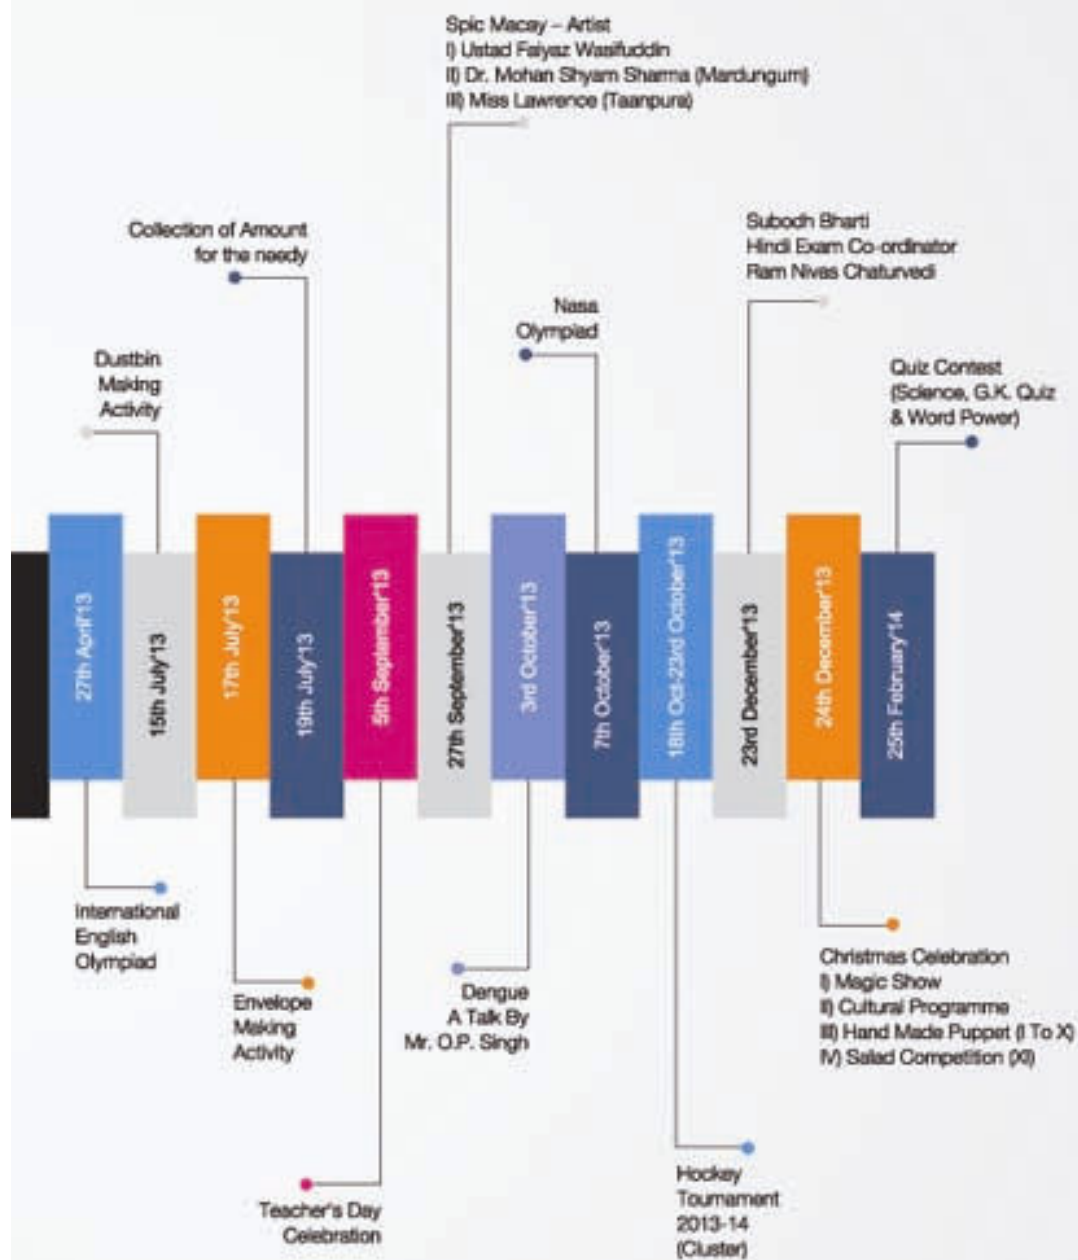 Spic Macay – Artist
I) Ustad Faiyaz Wasifuddin
II) Dr. Mohan Shyam Sharma (Mardungum)
III) Miss Lawrence (Taanpura)
Collection of Amount
for the needy
Subodh Bharti
Hindi Exam Co-ordinator
Ram Nivas Chaturvedi
Nasa
Olympiad
Dustbin
Making
Activity
Quiz Contest
(Science, G.K. Quiz
& Word Power)
27th April'13
15th July'13
17th July'13
19th July'13
5th September'13
27th September'13
3rd October'13
7th October'13
18th Oct-23rd October'13
23rd December'13
24th December'13
25th February'14
International
English
Olympiad
Envelope
Making
Activity
Dengue
A Talk By
Mr. O.P. Singh
Christmas Celebration
I) Magic Show
II) Cultural Programme
III) Hand Made Puppet (I To X)
IV) Salad Competition (XI)
Teacher's Day
Celebration
Hockey
Tournament
2013-14
(Cluster)